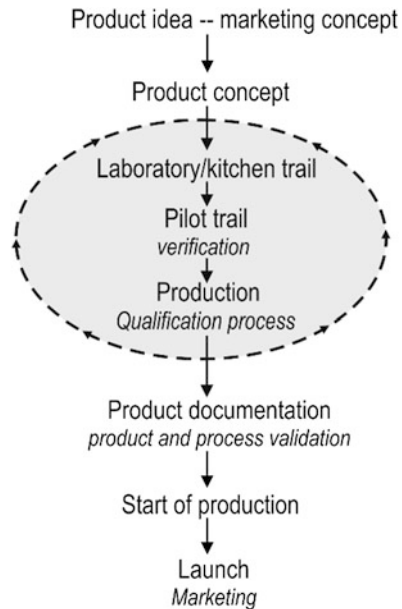 Product idea -- marketing concept
Product concept
Laboratory/kitchen trail
Pilot trail
verification
Production
Qualification process
Product documentation
product and process validation
Start of production
Launch
Marketing